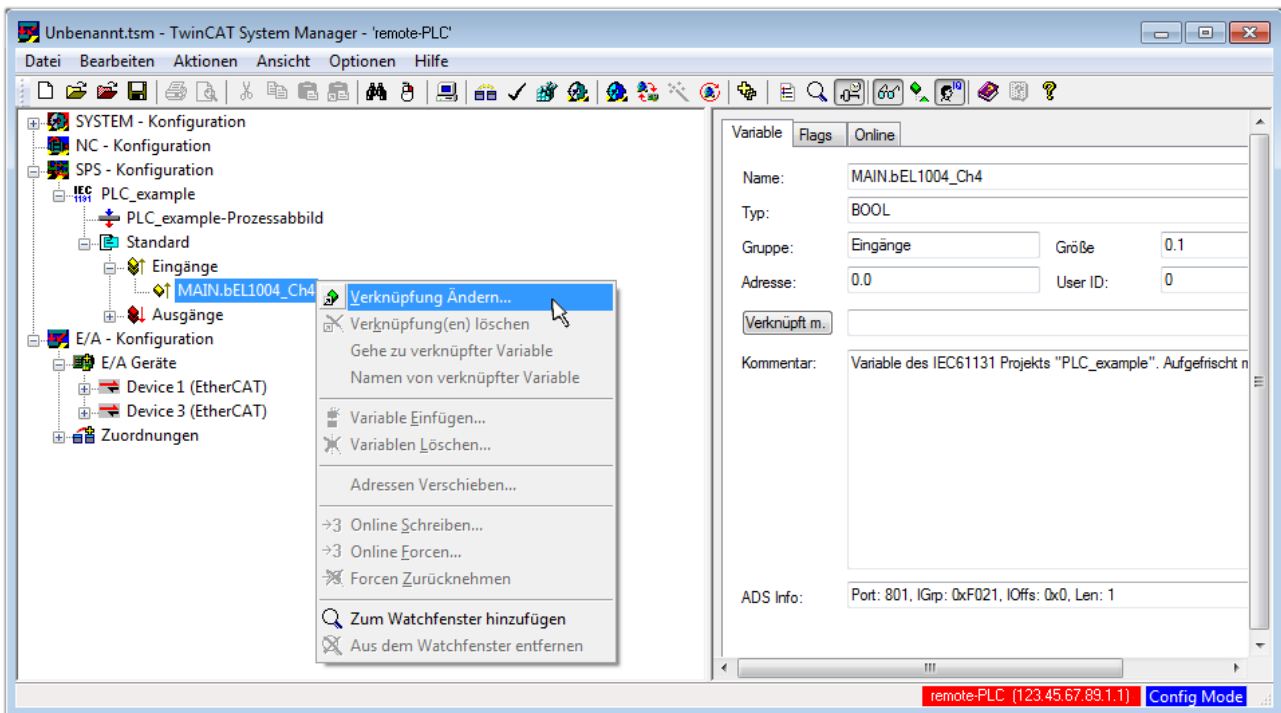 Unbenannt.tsm - TwinCAT System Manager - 'remote-PLC'
Datei Bearbeiten Aktionen Ansicht Optionen Hilfe
SYSTEM - Konfiguration
NC - Konfiguration
SPS - Konfiguration
IEC 1131 PLC_example
PLC_example-Prozessabbild
Standard
Eingänge
MAIN.bEL1004_Ch4
Ausgänge
E/A - Konfiguration
E/A Geräte
Device 1 (EtherCAT)
Device 3 (EtherCAT)
Zuordnungen
Verknüpfung Ändern...
Verknüpfung(en) löschen
Gehe zu verknüpfter Variable
Namen von verknüpfter Variable
Variable Einfügen...
Variablen Löschen...
Adressen Verschieben...
→3 Online Schreiben...
→3 Online Forcen...
Forcen Zurücknehmen
Zum Watchfenster hinzufügen
Aus dem Watchfenster entfernen
Variable Flags Online
Name: MAIN.bEL1004_Ch4
Typ: BOOL
Gruppe: Eingänge Größe 0.1
Adresse: 0.0 User ID: 0
Verknüpft m.
Kommentar: Variable des IEC61131 Projekts "PLC_example". Aufgefrischt m
ADS Info: Port: 801, IGrp: 0xF021, IOffs: 0x0, Len: 1
remote-PLC (123.45.67.89.1.1) Config Mode